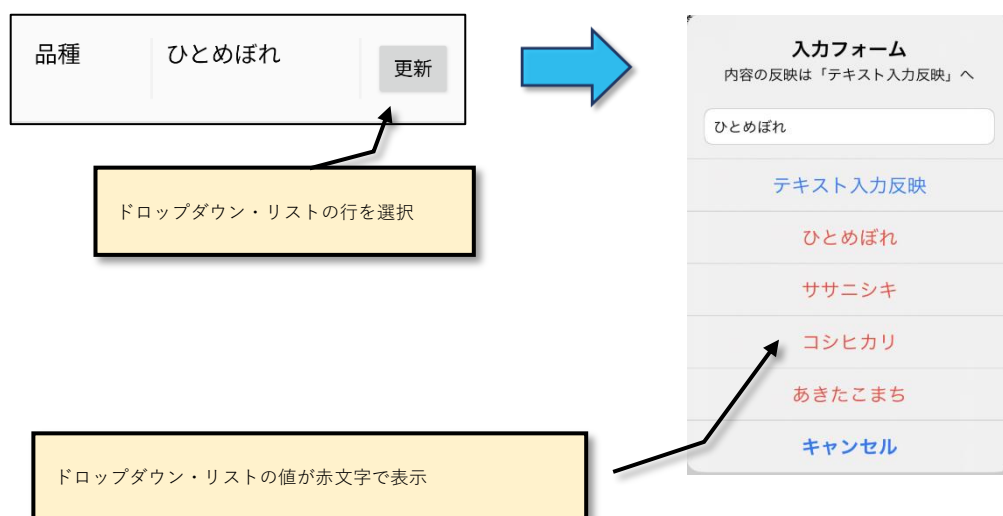 品種
ひとめぼれ
更新
ドロップダウン・リストの行を選択
入力フォーム
内容の反映は「テキスト入力反映」へ
ひとめぼれ
テキスト入力反映
ひとめぼれ
ササニシキ
コシヒカリ
あきたこまち
キャンセル
ドロップダウン・リストの値が赤文字で表示